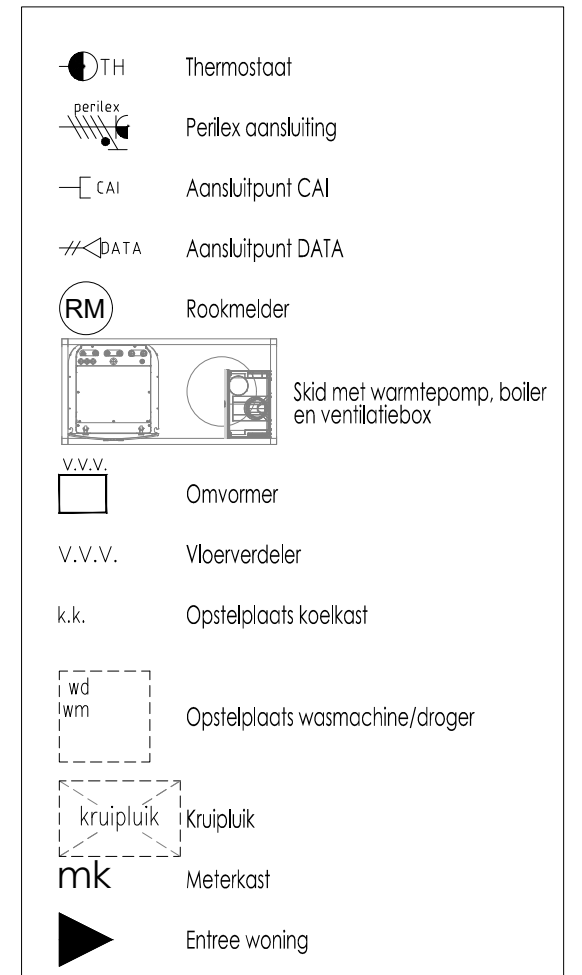 TH Thermostaat
perilex
Perilex aansluiting
CAI Aansluitpunt CAI
DATA Aansluitpunt DATA
RM Rookmelder
Skid met warmtepomp, boiler
en ventilatiebox
V.V.V.
Omvormer
V.V.V. Vloerverdeler
k.k. Opstelplaats koelkast
wd
wm
Opstelplaats wasmachine/droger
kruipluik Kruipluik
mk Meterkast
Entree woning